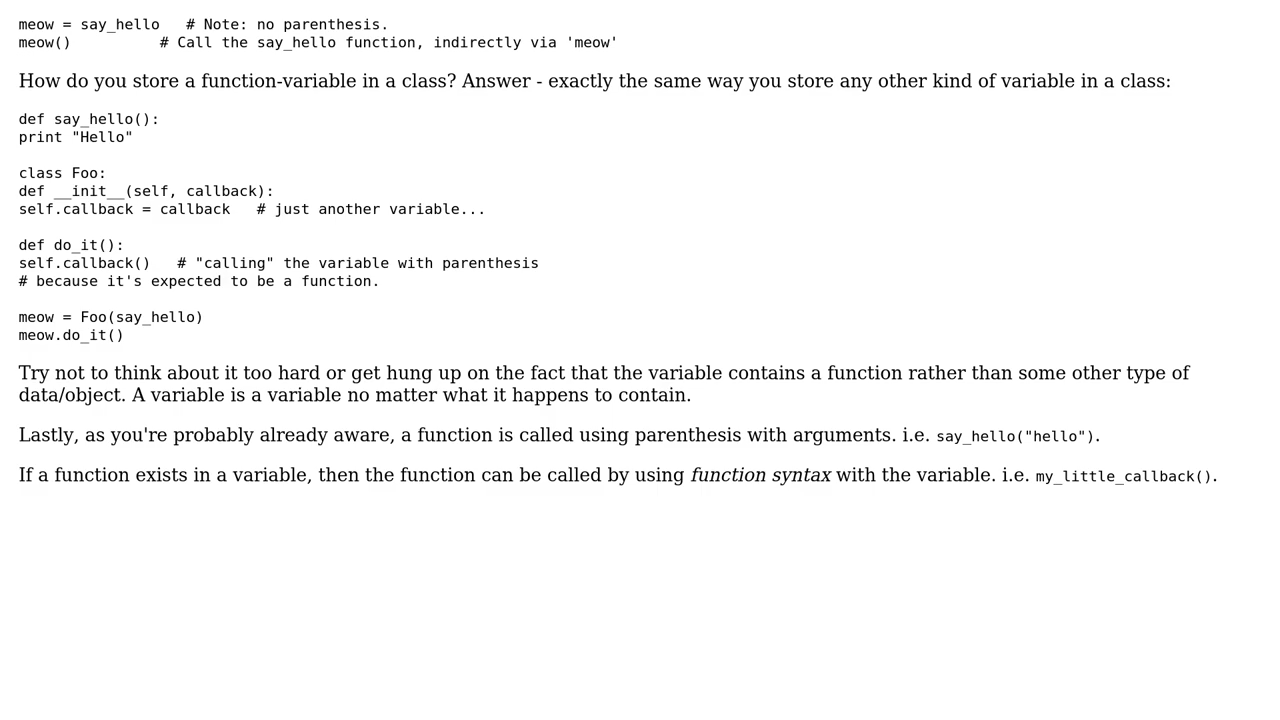 meow = say_hello   # Note: no parenthesis.
meow()          # Call the say_hello function, indirectly via 'meow'
How do you store a function-variable in a class? Answer - exactly the same way you store any other kind of variable in a class:
def say_hello():
print "Hello"
class Foo:
def __init__(self, callback):
self.callback = callback   # just another variable...
def do_it():
self.callback()   # "calling" the variable with parenthesis
# because it's expected to be a function.
meow = Foo(say_hello)
meow.do_it()
Try not to think about it too hard or get hung up on the fact that the variable contains a function rather than some other type of
data/object. A variable is a variable no matter what it happens to contain.
Lastly, as you're probably already aware, a function is called using parenthesis with arguments. i.e. say_hello("hello").
If a function exists in a variable, then the function can be called by using function syntax with the variable. i.e. my_little_callback().